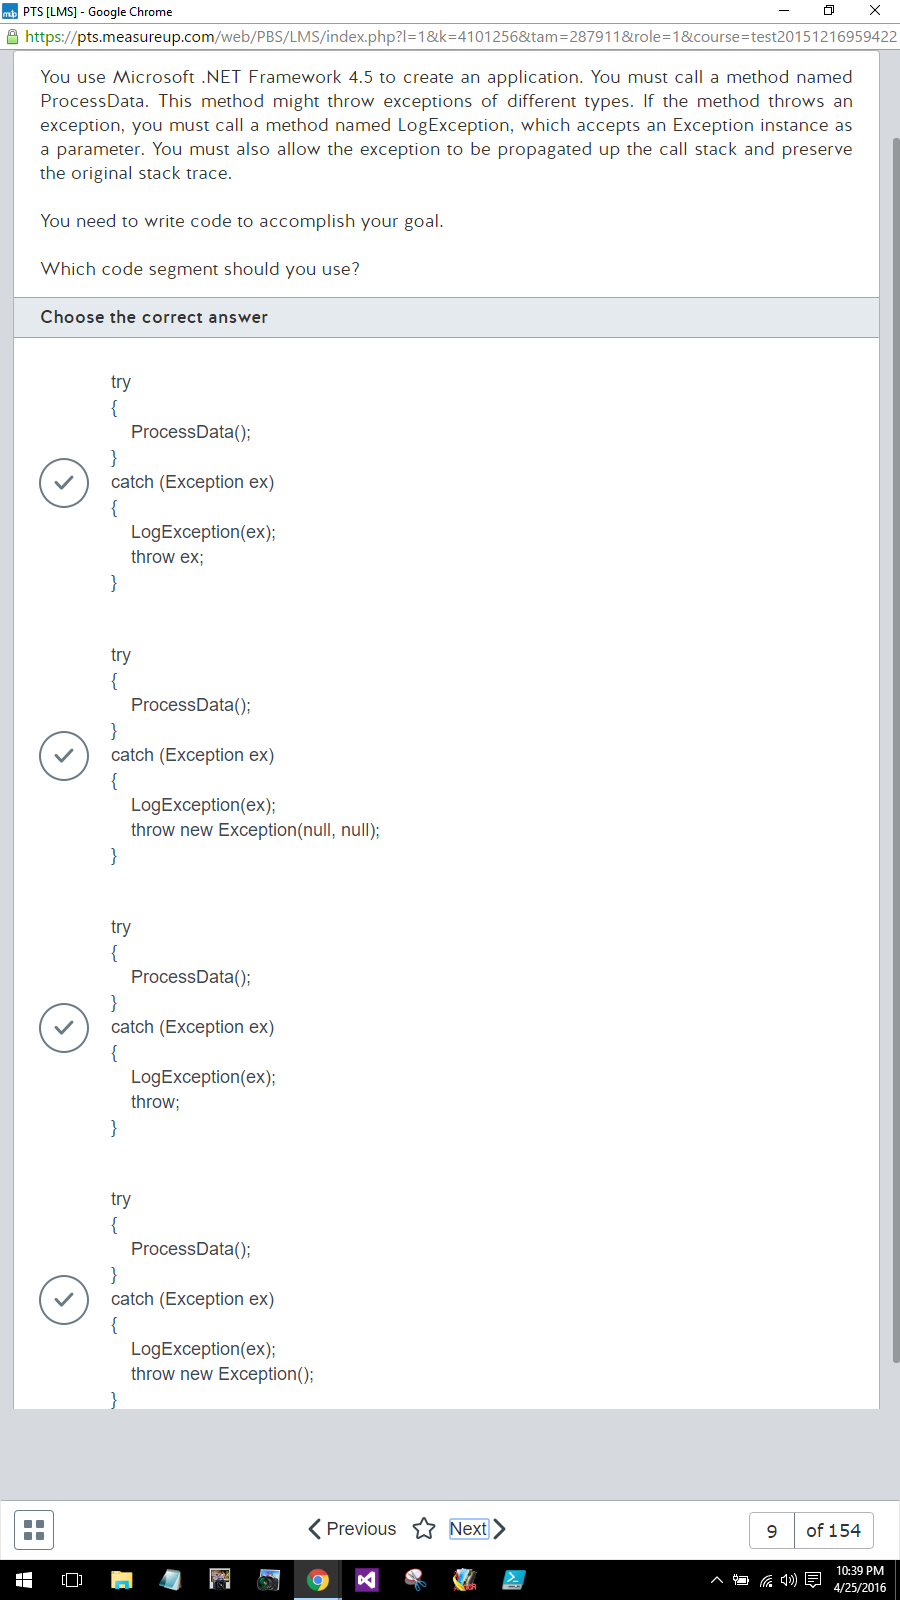 PTS [LMS] - Google Chrome
https://pts.measureup.com/web/PBS/LMS/index.php?l=1&k=4101256&tam=287911&role=1&course=test20151216959422
You use Microsoft .NET Framework 4.5 to create an application. You must call a method named
ProcessData. This method might throw exceptions of different types. If the method throws an
exception, you must call a method named LogException, which accepts an Exception instance as
a parameter. You must also allow the exception to be propagated up the call stack and preserve
the original stack trace.
You need to write code to accomplish your goal.
Which code segment should you use?
Choose the correct answer
try
{
ProcessData();
}
catch (Exception ex)
{
LogException(ex);
throw ex;
}
try
{
ProcessData();
}
catch (Exception ex)
{
LogException(ex);
throw new Exception(null, null);
}
try
{
ProcessData();
}
catch (Exception ex)
{
LogException(ex);
throw;
}
try
{
ProcessData();
}
catch (Exception ex)
{
LogException(ex);
throw new Exception();
}
Previous Next 9 of 154
10:39 PM
4/25/2016